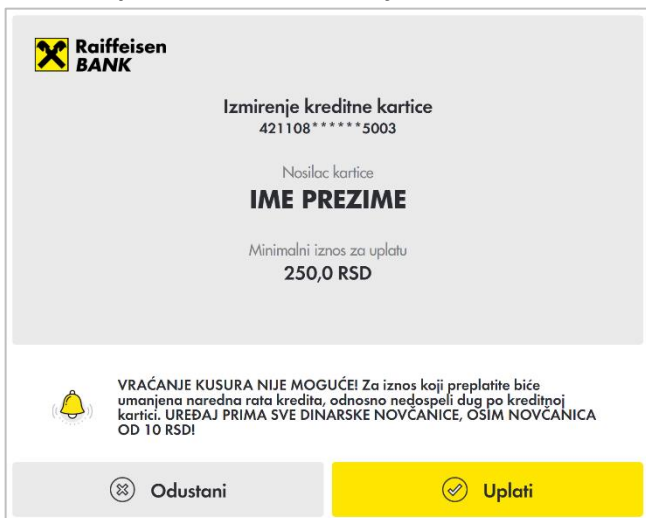 Raiffeisen
BANK
Izmirenje kreditne kartice
421108******5003
Nosilac kartice
IME PREZIME
Minimalni iznos za uplatu
250,0 RSD
VRAĆANJE KUSURA NIJE MOGUĆE! Za iznos koji preplatite biće
umanjena naredna rata kredita, odnosno nedospeli dug po kreditnoj
kartici. UREĐAJ PRIMA SVE DINARSKE NOVČANICE, OSIM NOVČANICA
OD 10 RSD!
Odustani
Uplati